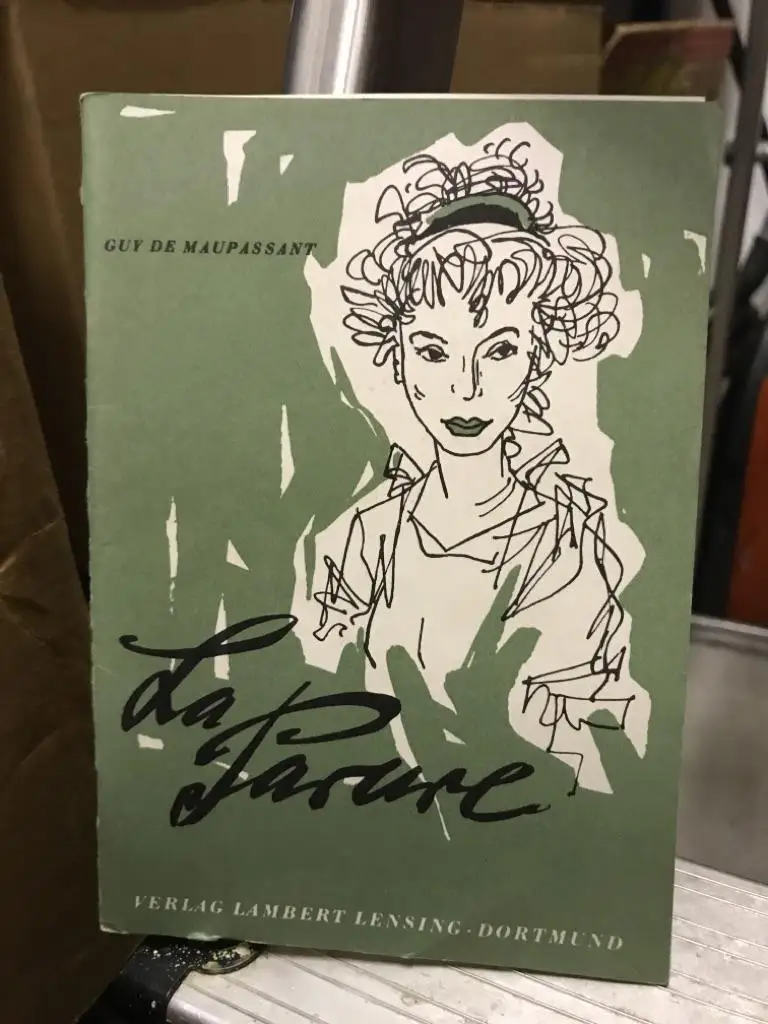 GUY DE MAUPASSANT
La
Parure
VERLAG LAMBERT LENSING · DORTMUND